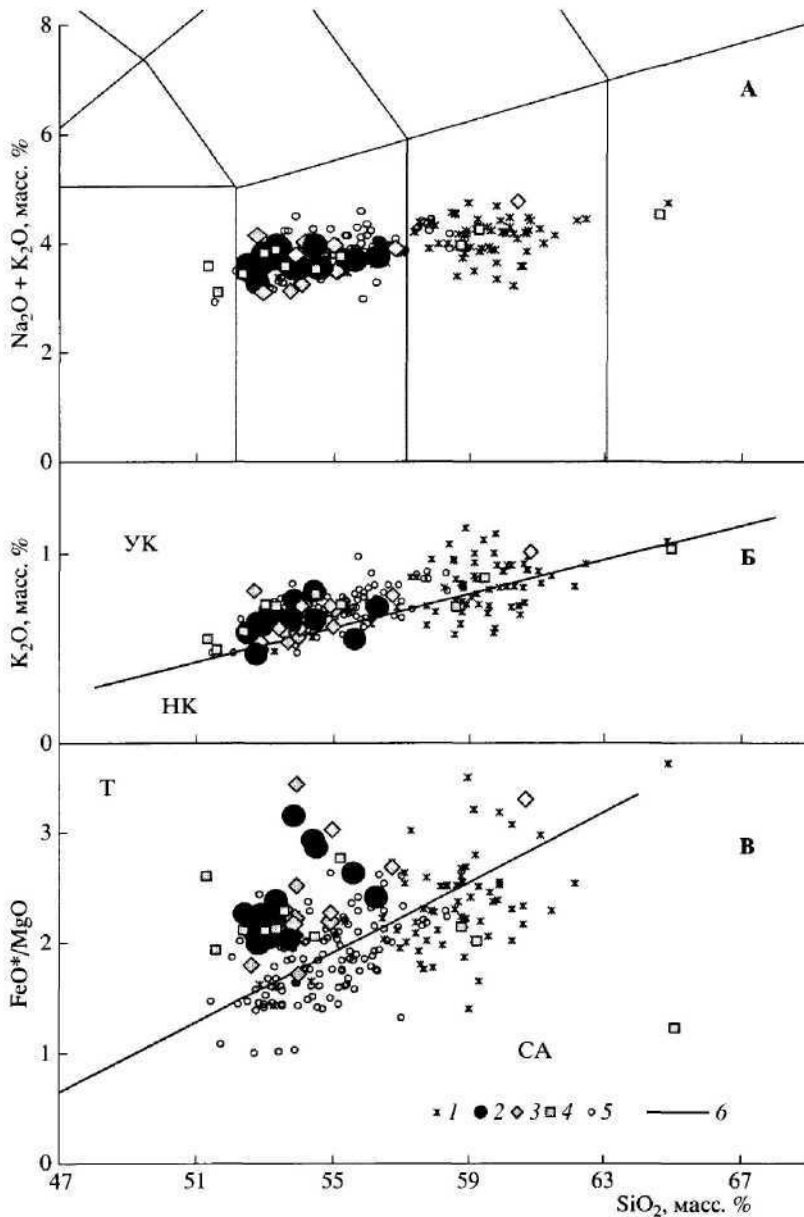 8
А
6
Na2O + K2O, масс. %
4
2
0
УК
1
Б
K2O, масс. %
НК
0
Т
3
В
FeO*/MgO
2
1
СА
1 2 3 4 5 6
0
47 51 55 59 63 67
SiO2, масс. %